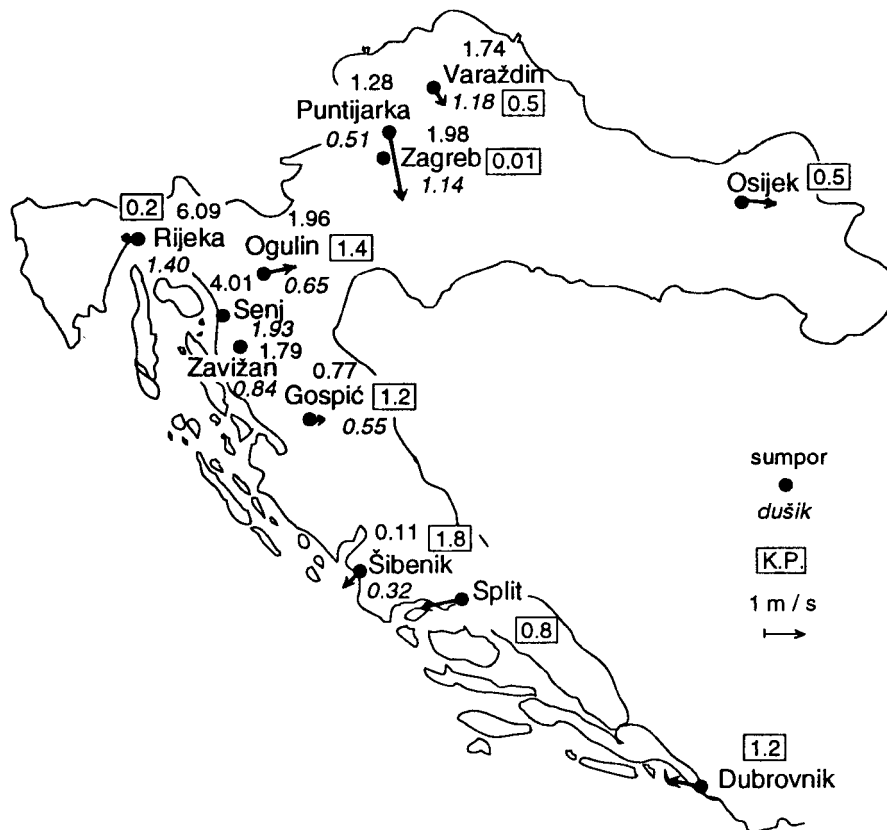 1.74
Varaždin
1.18 0.5
1.28
Puntijarka
0.51
1.98
Zagreb 0.01
1.14
Osijek 0.5
0.2 6.09
Rijeka
1.40
1.96
Ogulin 1.4
0.65
4.01
Senj
1.93
1.79
Zavižan
0.84
0.77
Gospić 1.2
0.55
sumpor
dušik
K.P.
1 m / s
0.11 1.8
Šibenik
0.32
Split
0.8
1.2
Dubrovnik